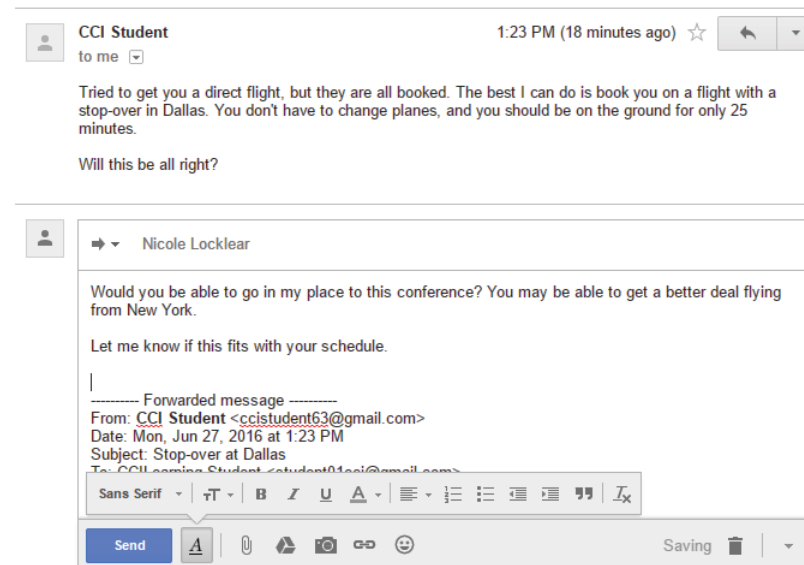 CCI Student 1:23 PM (18 minutes ago)
to me
Tried to get you a direct flight, but they are all booked. The best I can do is book you on a flight with a
stop-over in Dallas. You don't have to change planes, and you should be on the ground for only 25
minutes.
Will this be all right?
Nicole Locklear
Would you be able to go in my place to this conference? You may be able to get a better deal flying
from New York.
Let me know if this fits with your schedule.
---------- Forwarded message ----------
From: CCI Student <ccistudent63@gmail.com>
Date: Mon, Jun 27, 2016 at 1:23 PM
Subject: Stop-over at Dallas
To: CCILearning Student <student01cci@gmail.com>
Sans Serif
Send Saving